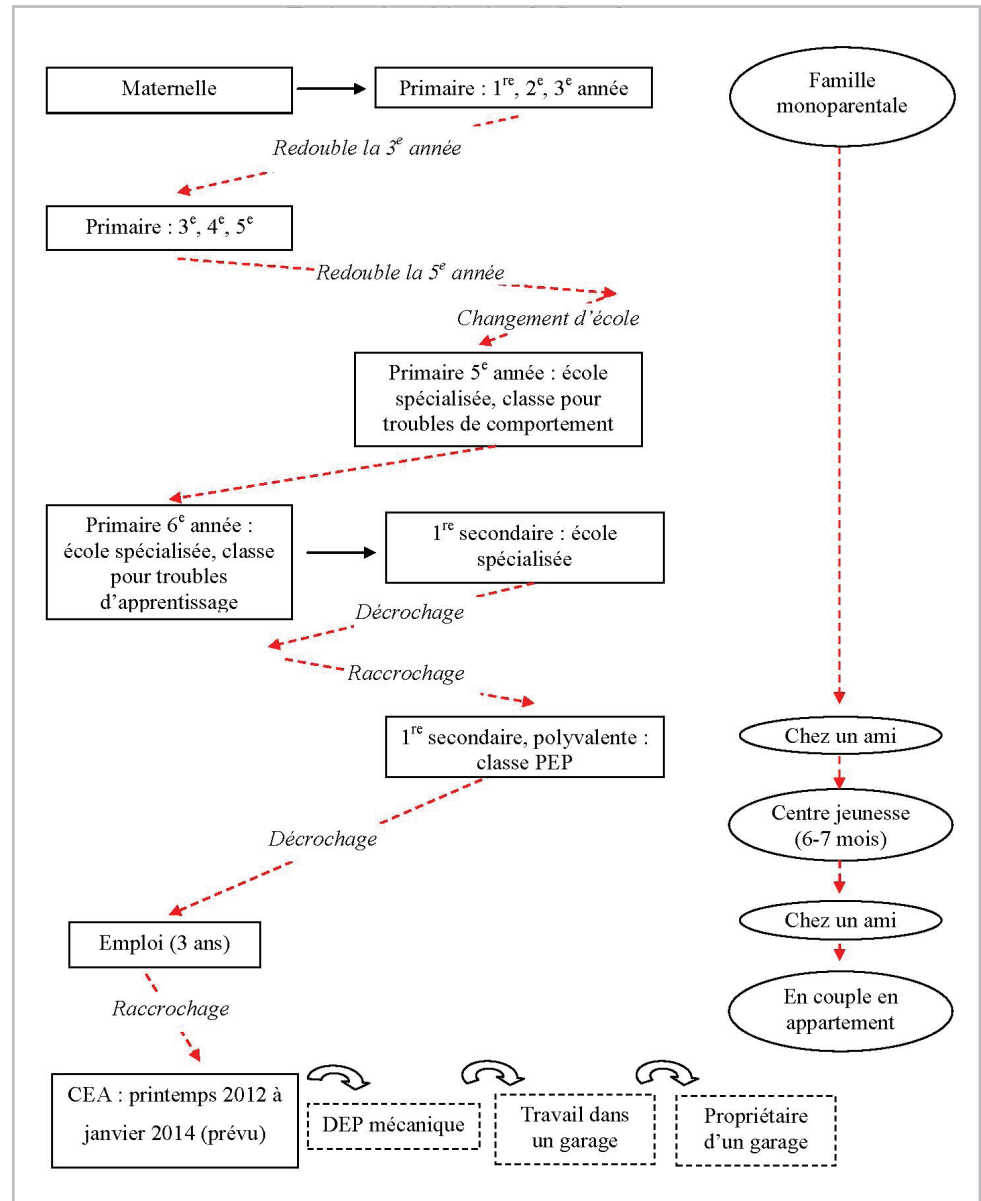 Maternelle
Primaire : 1re, 2e, 3e année
Famille
monoparentale
Redouble la 3e année
Primaire : 3e, 4e, 5e
Redouble la 5e année
Changement d'école
Primaire 5e année : école
spécialisée, classe pour
troubles de comportement
Primaire 6e année :
école spécialisée, classe
pour troubles
d'apprentissage
1re secondaire : école
spécialisée
Décrochage
Raccrochage
1re secondaire, polyvalente :
classe PEP
Chez un ami
Centre jeunesse
(6-7 mois)
Décrochage
Chez un ami
Emploi (3 ans)
En couple en
appartement
Raccrochage
CEA : printemps 2012 à
janvier 2014 (prévu)
DEP mécanique
Travail dans
un garage
Propriétaire
d'un garage